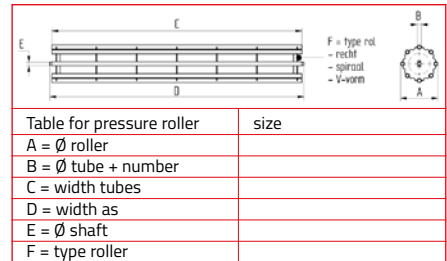 C
B
E
F = type rol
– recht
– spiraal
– V-vorm
D
A
Table for pressure roller size
A = Ø roller
B = Ø tube + number
C = width tubes
D = width as
E = Ø shaft
F = type roller